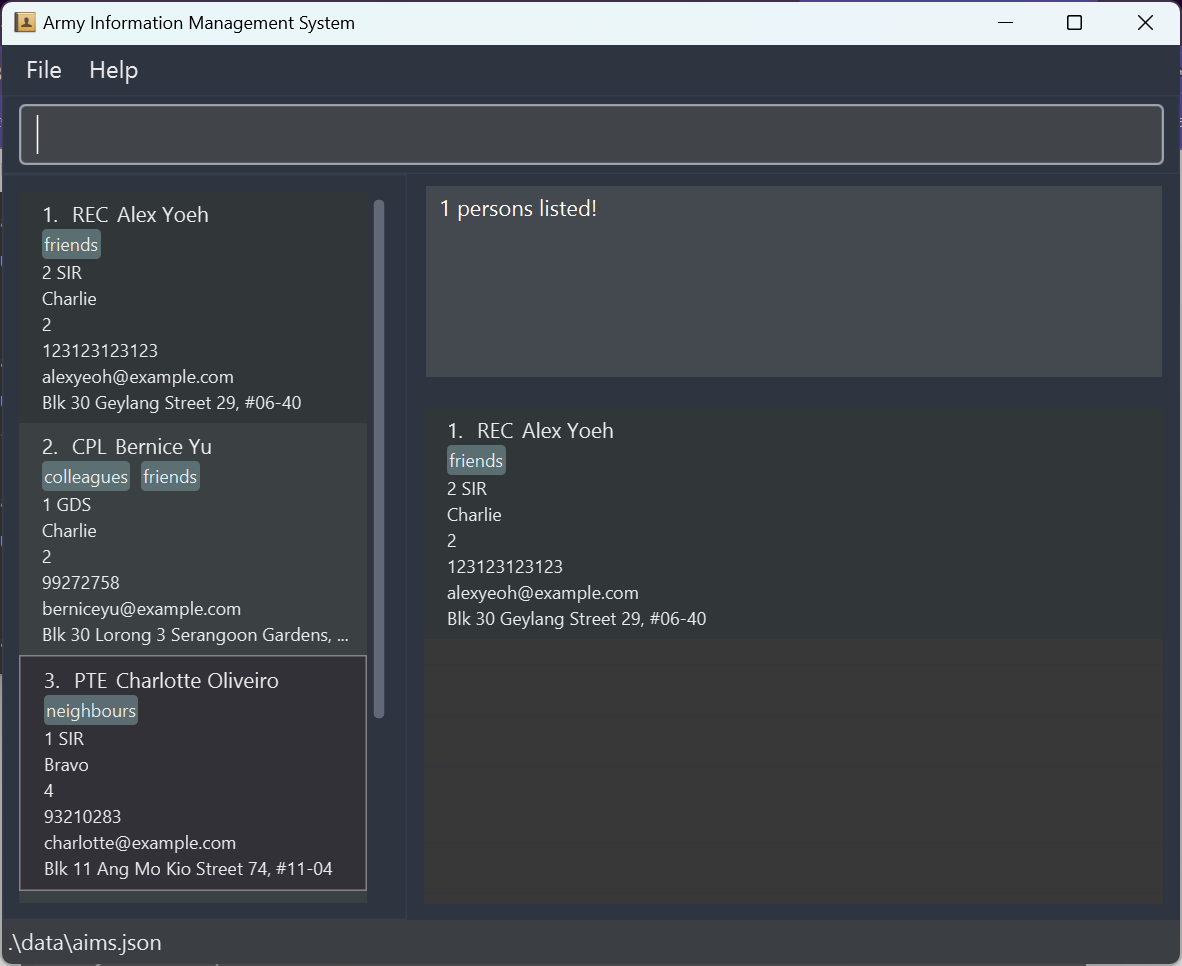 Army Information Management System
File Help
1. REC Alex Yoeh
friends
2 SIR
Charlie
2
123123123123
alexyeoh@example.com
Blk 30 Geylang Street 29, #06-40
2. CPL Bernice Yu
colleagues friends
1 GDS
Charlie
2
99272758
berniceyu@example.com
Blk 30 Lorong 3 Serangoon Gardens, ...
3. PTE Charlotte Oliveiro
neighbours
1 SIR
Bravo
4
93210283
charlotte@example.com
Blk 11 Ang Mo Kio Street 74, #11-04
1 persons listed!
1. REC Alex Yoeh
friends
2 SIR
Charlie
2
123123123123
alexyeoh@example.com
Blk 30 Geylang Street 29, #06-40
.\data\aims.json